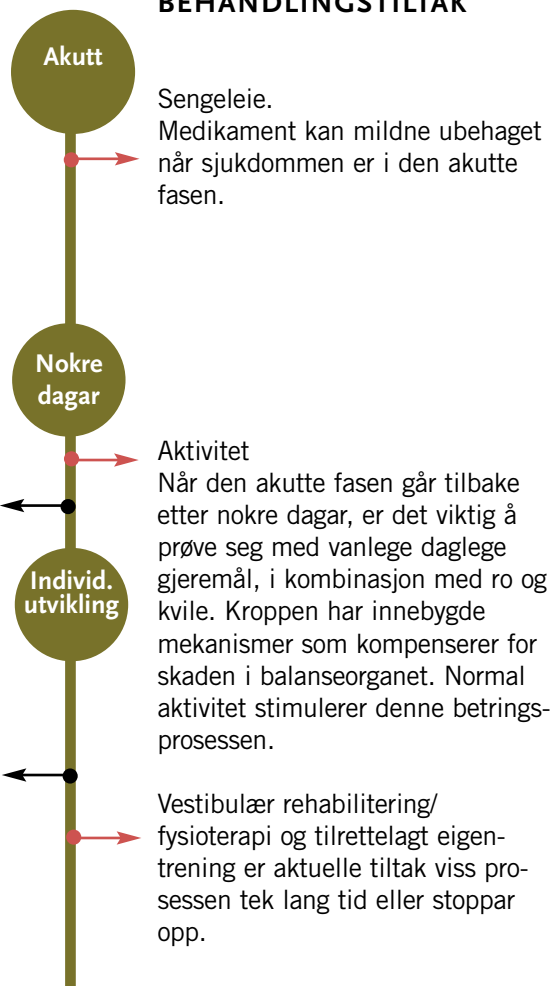 BEHANDLINGSTILTAK
Akutt
Sengeleie.
Medikament kan mildne ubehaget
når sjukdommen er i den akutte
fasen.
Nokre
dagar
Aktivitet
Når den akutte fasen går tilbake
etter nokre dagar, er det viktig å
prøve seg med vanlege daglege
gjeremål, i kombinasjon med ro og
kvile. Kroppen har innebygde
mekanismer som kompenserer for
skaden i balanseorganet. Normal
aktivitet stimulerer denne betrings-
prosessen.
Individ.
utvikling
Vestibulær rehabilitering/
fysioterapi og tilrettelagt eigen-
trening er aktuelle tiltak viss pro-
sessen tek lang tid eller stoppar
opp.